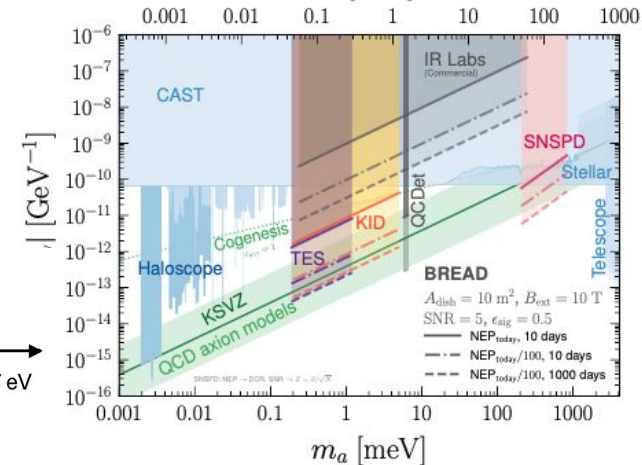 0.001 0.01 0.1 1 10 100 1000
10⁻⁶
10⁻⁷
10⁻⁸
10⁻⁹
10⁻¹⁰
10⁻¹¹
10⁻¹²
10⁻¹³
10⁻¹⁴
10⁻¹⁵
10⁻¹⁶
| [GeV⁻¹]
eV
CAST
IR Labs
(Commercial)
SNSPD
Stellar
Telescope
QCDet
KID
TES
Cogenesis
Haloscope
KSVZ
QCD axion models
BREAD
A_dish = 10 m², B_ext = 10 T
SNR = 5, ϵ_sig = 0.5
NEP_today, 10 days
NEP_today/100, 10 days
NEP_today/100, 1000 days
0.001 0.01 0.1 1 10 100 1000
m_a [meV]